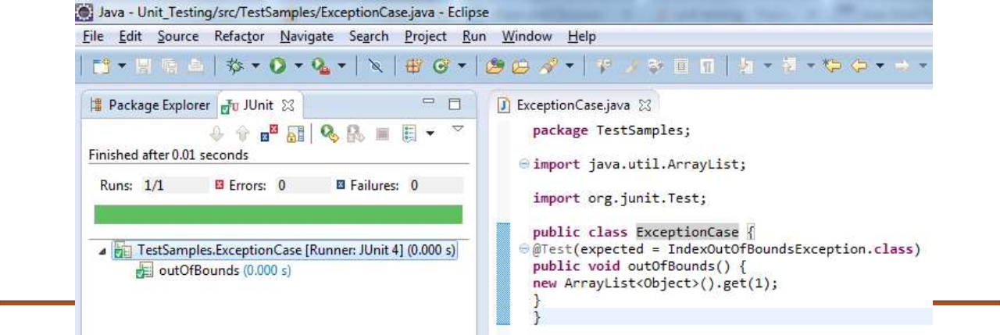 Java - Unit_Testing/src/TestSamples/ExceptionCase.java - Eclipse
File Edit Source Refactor Navigate Search Project Run Window Help
Package Explorer JUnit
Finished after 0.01 seconds
Runs: 1/1 Errors: 0 Failures: 0
TestSamples.ExceptionCase [Runner: JUnit 4] (0.000 s)
outOfBounds (0.000 s)
ExceptionCase.java
package TestSamples;
import java.util.ArrayList;
import org.junit.Test;
public class ExceptionCase {
@Test(expected = IndexOutOfBoundsException.class)
public void outOfBounds() {
new ArrayList<Object>().get(1);
}
}